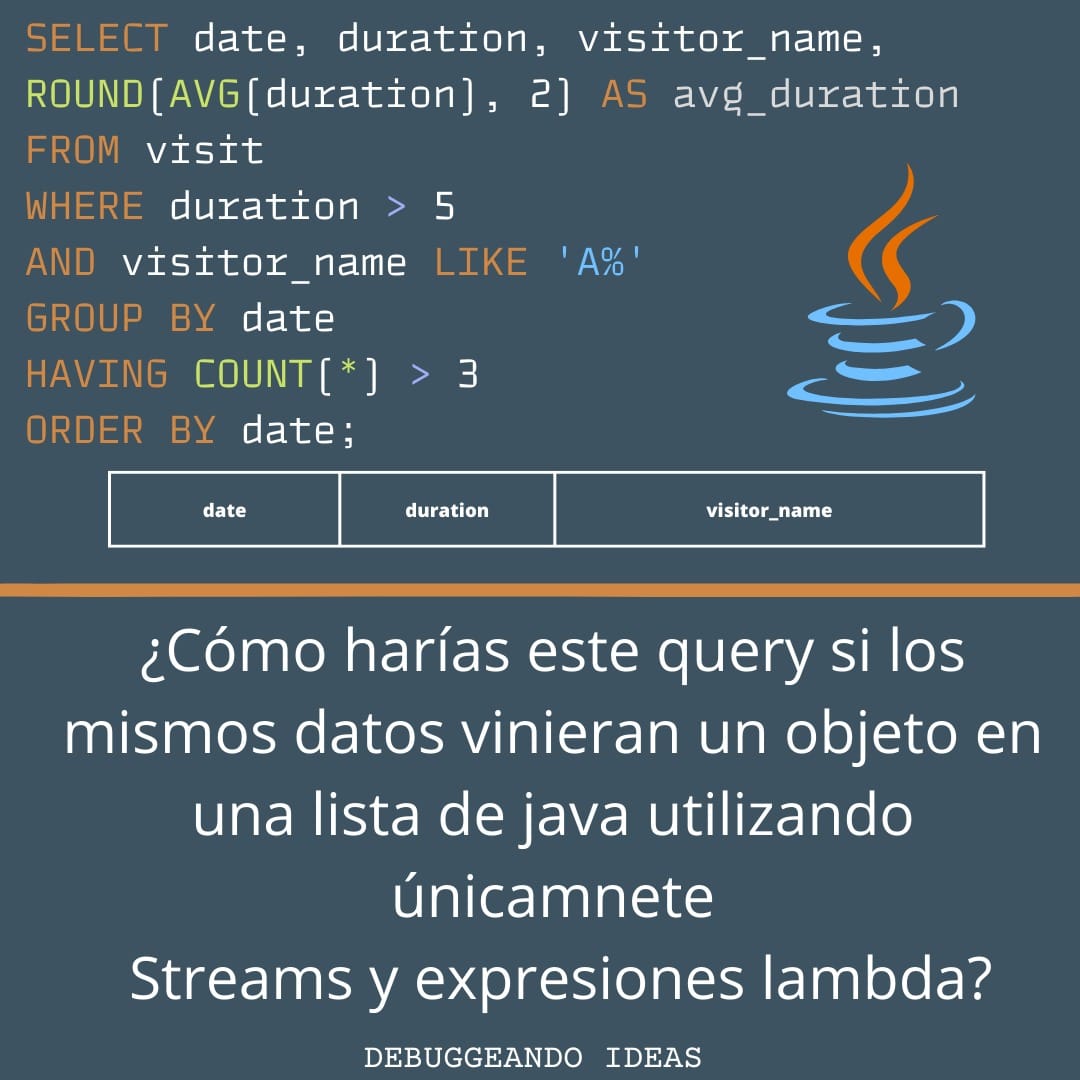 SELECT date, duration, visitor_name,
ROUND(AVG(duration), 2) AS avg_duration
FROM visit
WHERE duration > 5
AND visitor_name LIKE 'A%'
GROUP BY date
HAVING COUNT(*) > 3
ORDER BY date;
date duration visitor_name
¿Cómo harías este query si los
mismos datos vinieran un objeto en
una lista de java utilizando
únicamnete
Streams y expresiones lambda?
DEBUGGEANDO IDEAS